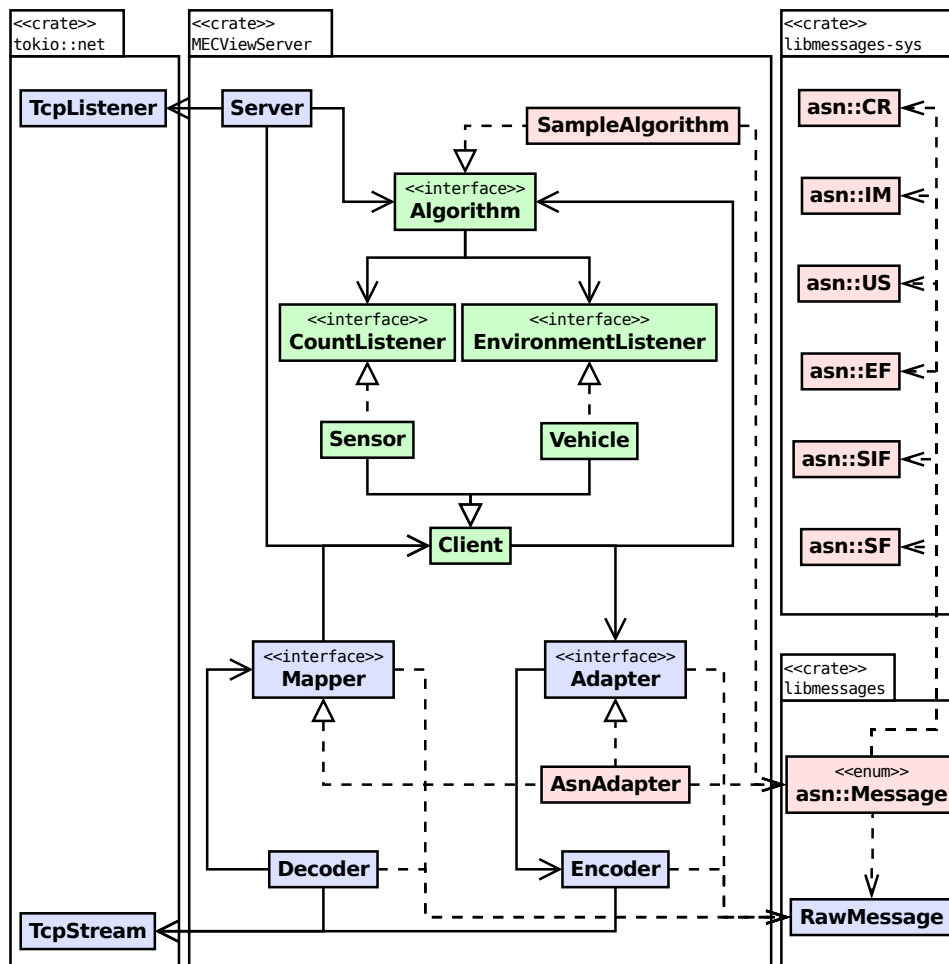 <<crate>>
tokio::net
<<crate>>
MECViewServer
<<crate>>
libmessages-sys
TcpListener
Server
SampleAlgorithm
asn::CR
<<interface>>
Algorithm
asn::IM
asn::US
<<interface>>
CountListener
<<interface>>
EnvironmentListener
asn::EF
Sensor
Vehicle
asn::SIF
Client
asn::SF
<<interface>>
Mapper
<<interface>>
Adapter
<<crate>>
libmessages
AsnAdapter
<<enum>>
asn::Message
Decoder
Encoder
TcpStream
RawMessage